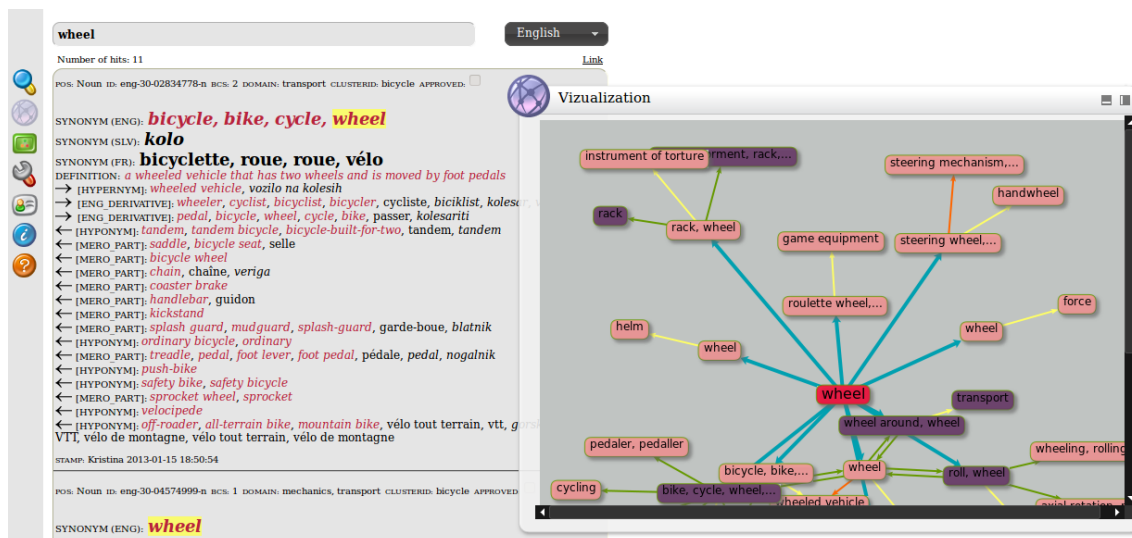 wheel
English
Number of hits: 11
Link
POS: Noun ID: eng-30-02834778-n BCS: 2 DOMAIN: transport CLUSTERID: bicycle APPROVED:
SYNONYM (ENG): bicycle, bike, cycle, wheel
SYNONYM (SLV): kolo
SYNONYM (FR): bicyclette, roue, roue, vélo
DEFINITION: a wheeled vehicle that has two wheels and is moved by foot pedals
→ [HYPERNYM]: wheeled vehicle, vozilo na kolesih
→ [ENG_DERIVATIVE]: wheeler, cyclist, bicyclist, bicycler, cycliste, biciklist, kolesar,
→ [ENG_DERIVATIVE]: pedal, bicycle, wheel, cycle, bike, passer, kolesariti
← [HYPONYM]: tandem, tandem bicycle, bicycle-built-for-two, tandem, tandem
← [MERO_PART]: saddle, bicycle seat, selle
← [MERO_PART]: bicycle wheel
← [MERO_PART]: chain, chaîne, veriga
← [MERO_PART]: coaster brake
← [MERO_PART]: handlebar, guidon
← [MERO_PART]: kickstand
← [MERO_PART]: splash guard, mudguard, splash-guard, garde-boue, blatnik
← [HYPONYM]: ordinary bicycle, ordinary
← [MERO_PART]: treadle, pedal, foot lever, foot pedal, pédale, pedal, nogalnik
← [HYPONYM]: push-bike
← [HYPONYM]: safety bike, safety bicycle
← [MERO_PART]: sprocket wheel, sprocket
← [HYPONYM]: velocipede
← [HYPONYM]: off-roader, all-terrain bike, mountain bike, vélo tout terrain, vtt,
VTT, vélo de montagne, vélo tout terrain, vélo de montagne
STAMP: Kristina 2013-01-15 18:50:54
POS: Noun ID: eng-30-04574999-n BCS: 1 DOMAIN: mechanics, transport CLUSTERID: bicycle APPROVED
SYNONYM (ENG): wheel
Vizualization
instrument of torture
rack,...
steering mechanism,...
handwheel
rack
rack, wheel
game equipment
steering wheel,...
roulette wheel,...
force
helm
wheel
wheel
wheel
transport
wheel around, wheel
pedaler, pedaller
wheeling, rolling
bicycle, bike,...
wheel
roll, wheel
cycling
bike, cycle, wheel,...
wheeled vehicle